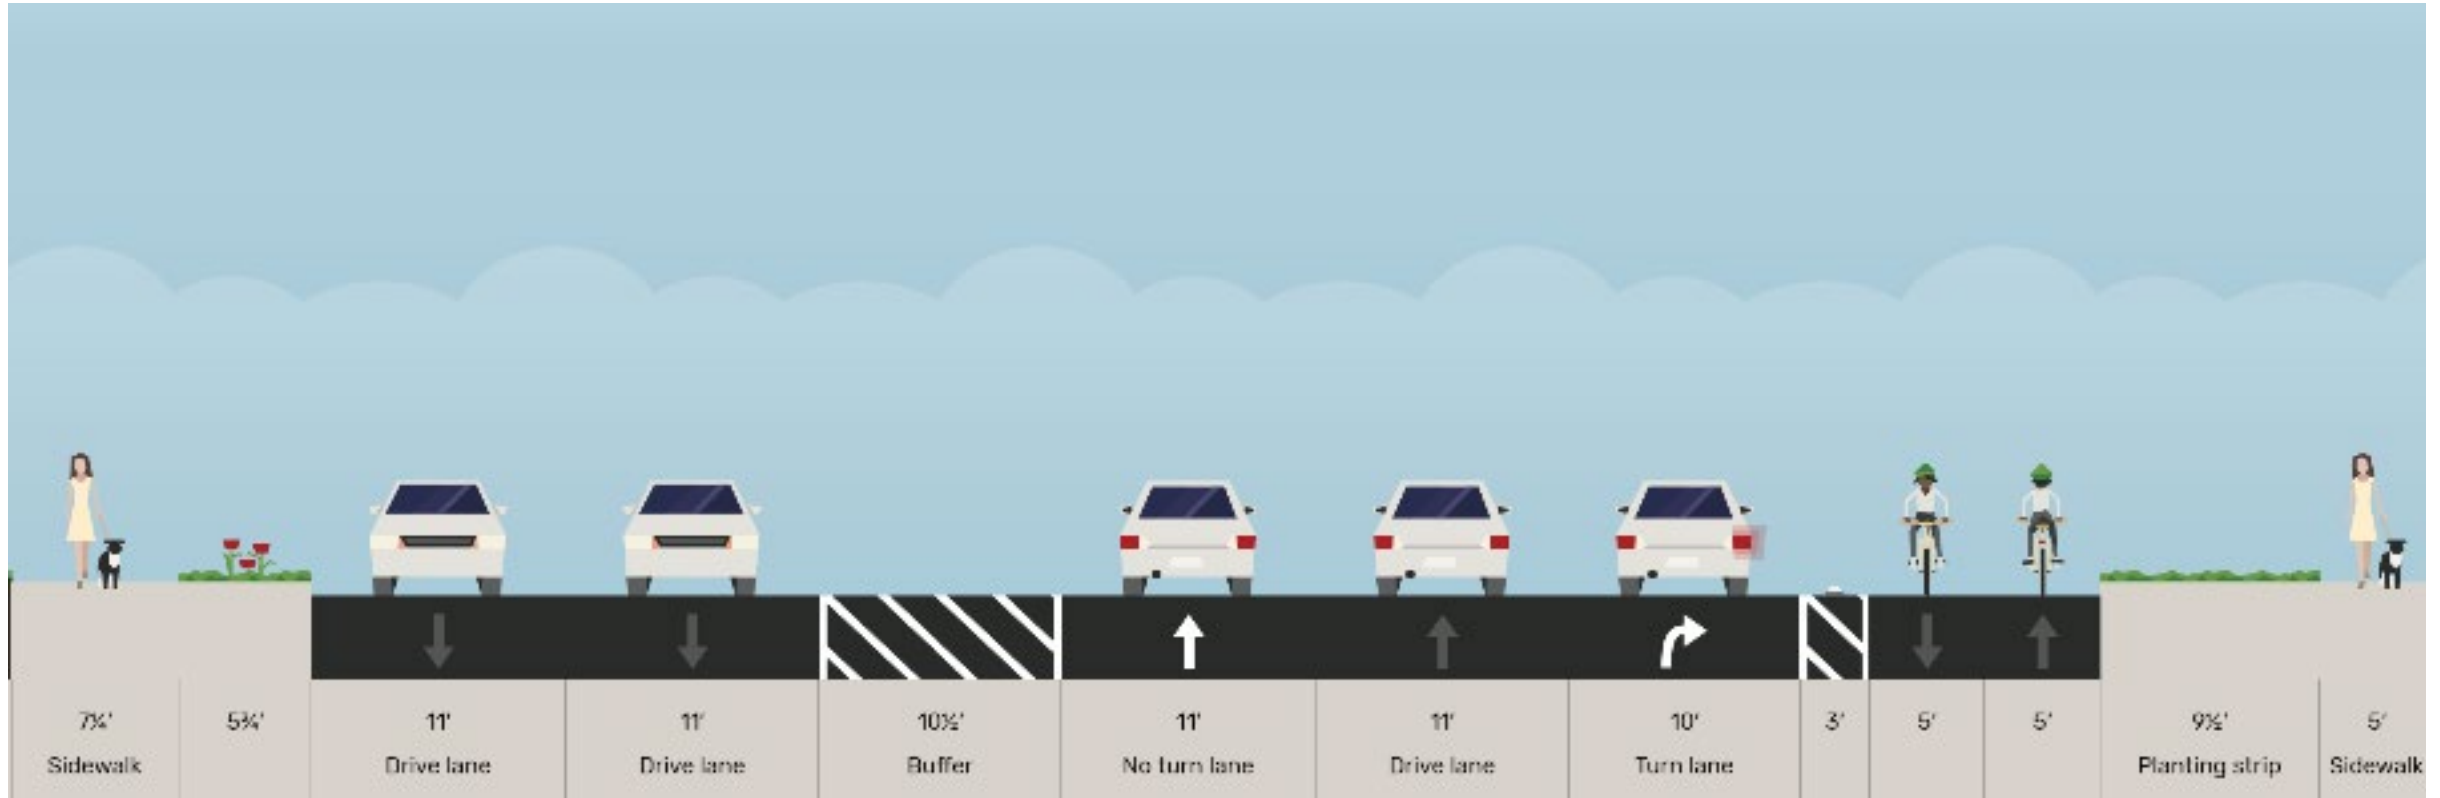 7¼' 5¾' 11' 11' 10½' 11' 11' 10' 3' 5' 5' 9½' 5'
Sidewalk Drive lane Drive lane Buffer No turn lane Drive lane Turn lane Planting strip Sidewalk